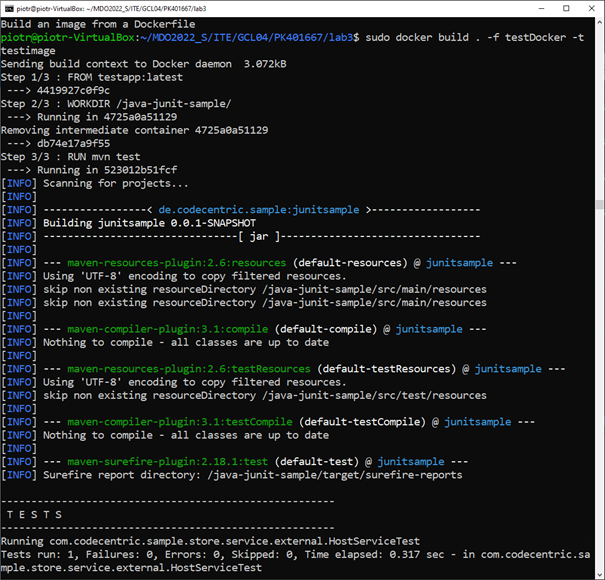 piotr@piotr-VirtualBox: ~/MDO2022_S/ITE/GCL04/PK401667/lab3
Build an image from a Dockerfile
piotr@piotr-VirtualBox:~/MDO2022_S/ITE/GCL04/PK401667/lab3$ sudo docker build . -f testDocker -t
testimage
Sending build context to Docker daemon  3.072kB
Step 1/3 : FROM testapp:latest
 ---> 4419927c0f9c
Step 2/3 : WORKDIR /java-junit-sample/
 ---> Running in 4725a0a51129
Removing intermediate container 4725a0a51129
 ---> db74e17a9f55
Step 3/3 : RUN mvn test
 ---> Running in 523012b51fcf
[INFO] Scanning for projects...
[INFO]
[INFO] ----------------< de.codecentric.sample:junitsample >-----------------
[INFO] Building junitsample 0.0.1-SNAPSHOT
[INFO] --------------------------------[ jar ]---------------------------------
[INFO]
[INFO] --- maven-resources-plugin:2.6:resources (default-resources) @ junitsample ---
[INFO] Using 'UTF-8' encoding to copy filtered resources.
[INFO] skip non existing resourceDirectory /java-junit-sample/src/main/resources
[INFO] skip non existing resourceDirectory /java-junit-sample/src/main/resources
[INFO]
[INFO] --- maven-compiler-plugin:3.1:compile (default-compile) @ junitsample ---
[INFO] Nothing to compile - all classes are up to date
[INFO]
[INFO] --- maven-resources-plugin:2.6:testResources (default-testResources) @ junitsample ---
[INFO] Using 'UTF-8' encoding to copy filtered resources.
[INFO] skip non existing resourceDirectory /java-junit-sample/src/test/resources
[INFO]
[INFO] --- maven-compiler-plugin:3.1:testCompile (default-testCompile) @ junitsample ---
[INFO] Nothing to compile - all classes are up to date
[INFO]
[INFO] --- maven-surefire-plugin:2.18.1:test (default-test) @ junitsample ---
[INFO] Surefire report directory: /java-junit-sample/target/surefire-reports

-------------------------------------------------------
 T E S T S
-------------------------------------------------------
Running com.codecentric.sample.store.service.external.HostServiceTest
Tests run: 1, Failures: 0, Errors: 0, Skipped: 0, Time elapsed: 0.317 sec - in com.codecentric.sa
mple.store.service.external.HostServiceTest